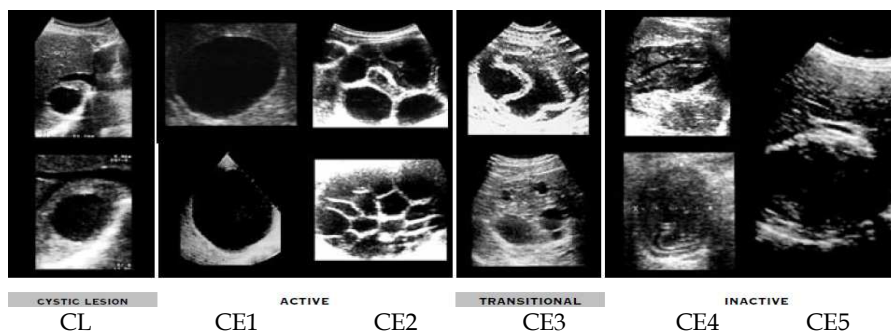 CYSTIC LESION ACTIVE TRANSITIONAL INACTIVE
CL CE1 CE2 CE3 CE4 CE5